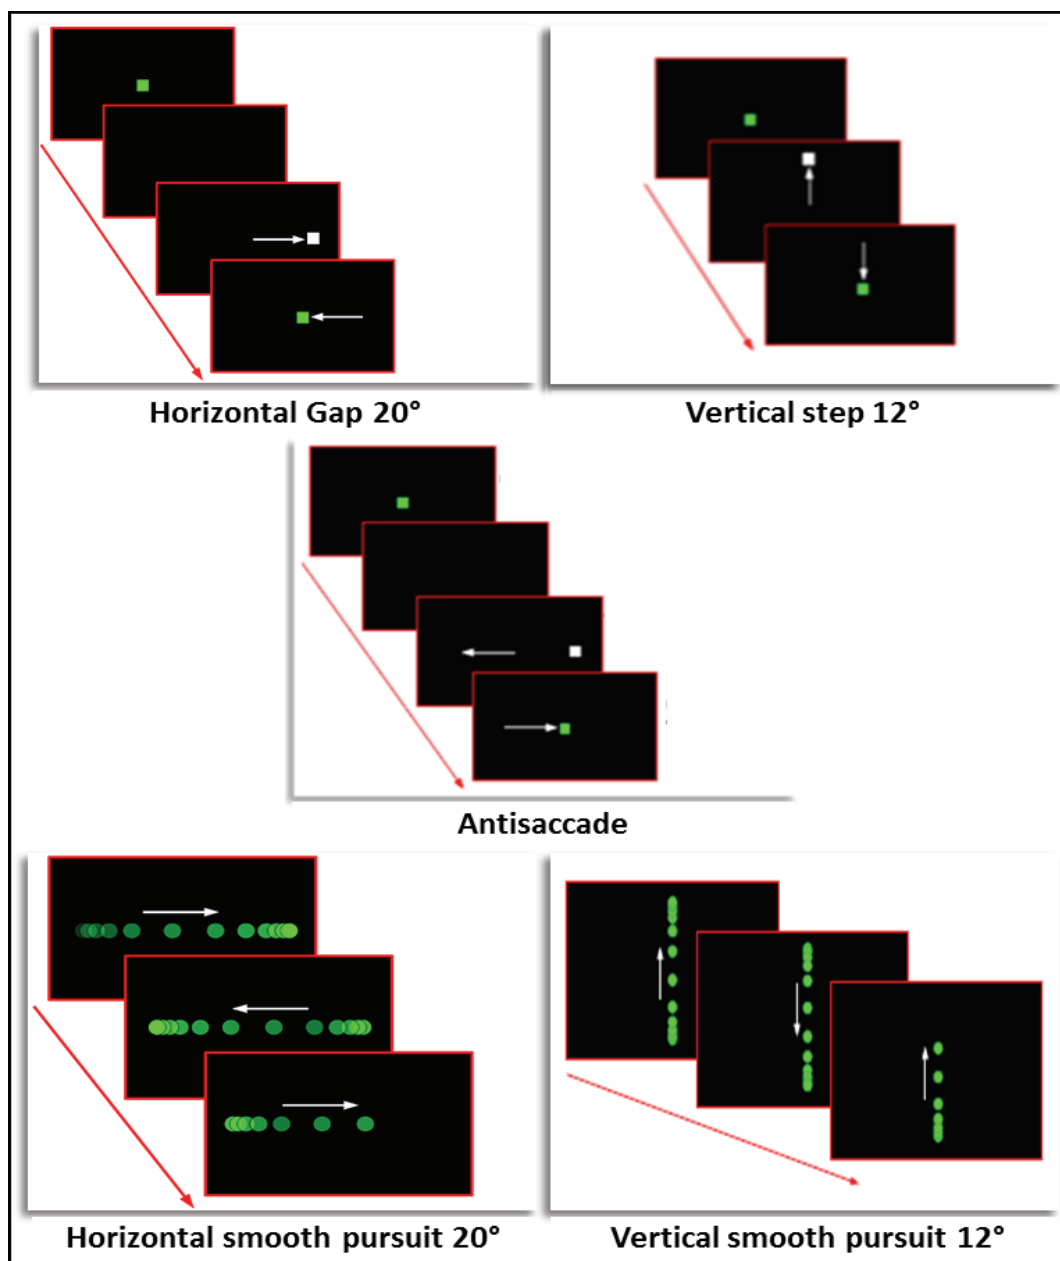 Horizontal Gap 20°
Vertical step 12°
Antisaccade
Horizontal smooth pursuit 20°
Vertical smooth pursuit 12°